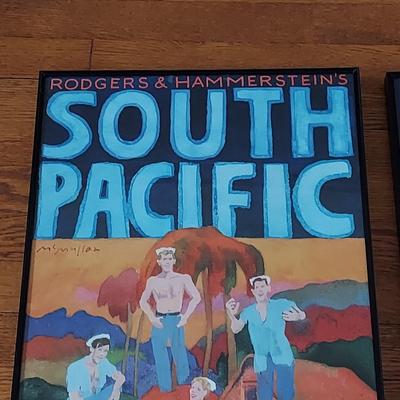 RODGERS & HAMMERSTEIN'S
SOUTH
PACIFIC
McMullan